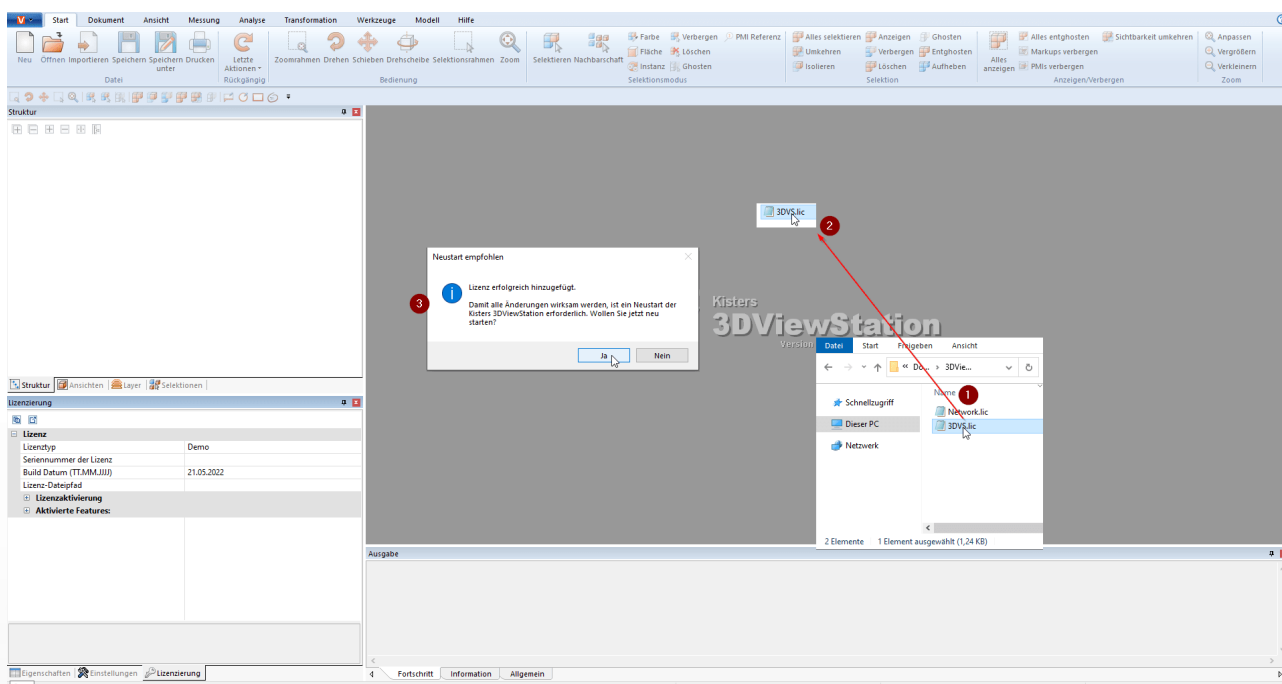 Start Dokument Ansicht Messung Analyse Transformation Werkzeuge Modell Hilfe
Neu Öffnen Importieren Speichern Speichern unter Drucken
Datei
Letzte Aktionen
Rückgängig
Zoomrahmen Drehen Schieben Drehscheibe Selektionsrahmen Zoom
Bedienung
Selektieren Nachbarschaft
Farbe Verbergen PMI Referenz
Fläche Löschen
Instanz Ghosten
Selektionsmodus
Alles selektieren Anzeigen Ghosten
Umkehren Verbergen Entghosten
Isolieren Löschen Aufheben
Selektion
Alles anzeigen
Alles entghosten Sichtbarkeit umkehren
Markups verbergen
PMIs verbergen
Anzeigen/Verbergen
Anpassen
Vergrößern
Verkleinern
Zoom
Struktur
Struktur Ansichten Layer Selektionen
Lizenzierung
Lizenz
Lizenztyp Demo
Seriennummer der Lizenz
Build Datum (TT.MM.JJJJ) 21.05.2022
Lizenz-Dateipfad
Lizenzaktivierung
Aktivierte Features:
Eigenschaften Einstellungen Lizenzierung
3DVS.lic
2
Neustart empfohlen
3
Lizenz erfolgreich hinzugefügt.
Damit alle Änderungen wirksam werden, ist ein Neustart der
Kisters 3DViewStation erforderlich. Wollen Sie jetzt neu
starten?
Ja Nein
Kisters
3DViewStation
Version
Datei Start Freigeben Ansicht
« Do... › 3DVie...
Name 1
Schnellzugriff
Dieser PC
Netzwerk
Network.lic
3DVS.lic
2 Elemente 1 Element ausgewählt (1,24 KB)
Ausgabe
Fortschritt Information Allgemein